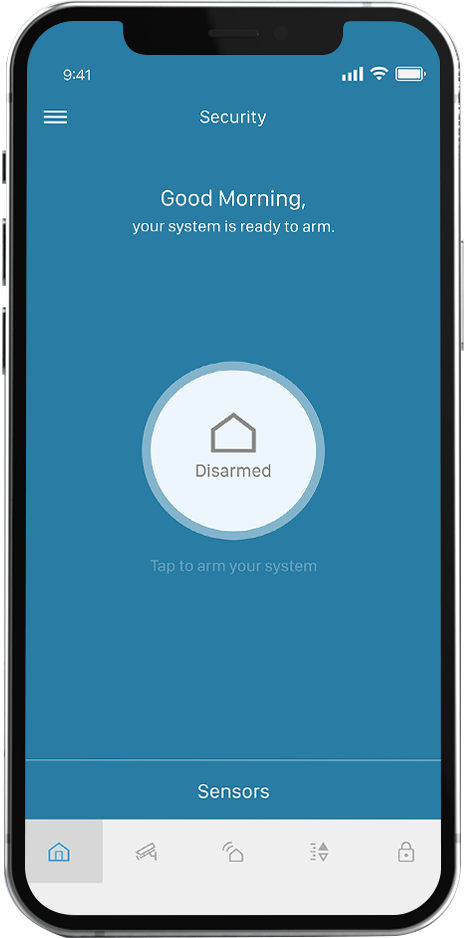 9:41
Security
Good Morning,
your system is ready to arm.
Disarmed
Tap to arm your system
Sensors